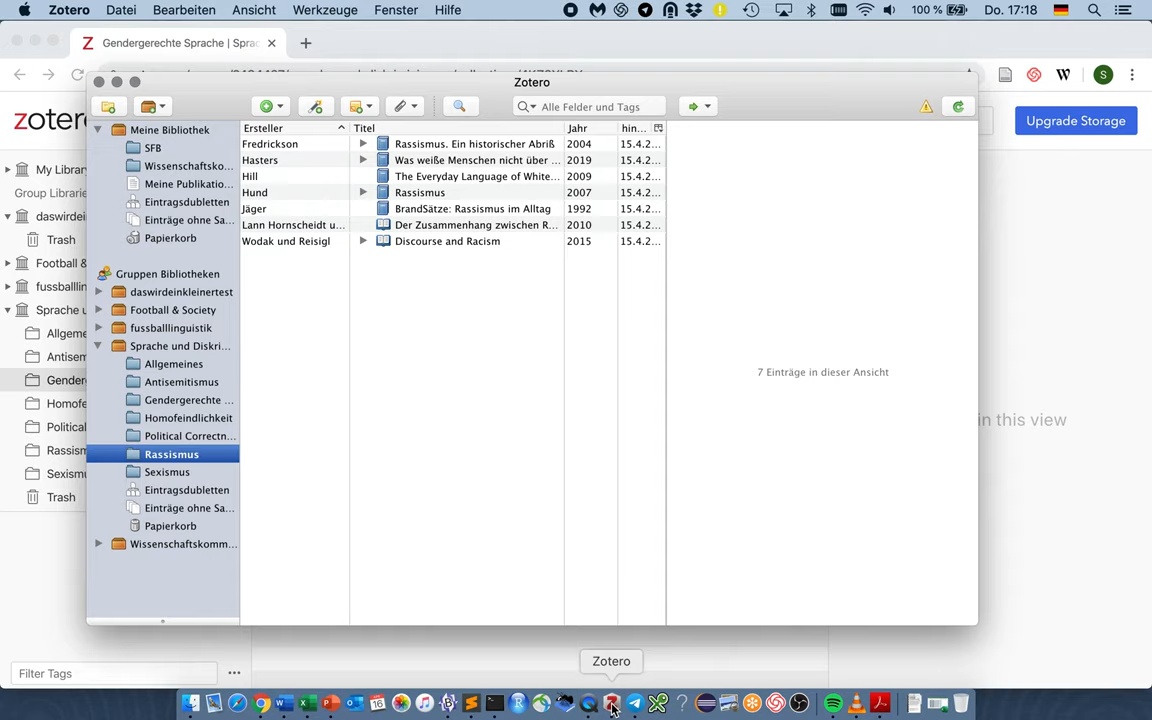 Zotero Datei Bearbeiten Ansicht Werkzeuge Fenster Hilfe 100 % Do. 17:18
Gendergerechte Sprache | Sprac
Zotero
Alle Felder und Tags
zotero
Upgrade Storage
Meine Bibliothek
SFB
Wissenschaftsko...
Meine Publikatio...
Eintragsdubletten
Einträge ohne Sa...
Papierkorb
Gruppen Bibliotheken
daswirdeinkleinertest
Football & Society
fussballlinguistik
Sprache und Diskri...
Allgemeines
Antisemitismus
Gendergerechte ...
Homofeindlichkeit
Political Correctn...
Rassismus
Sexismus
Eintragsdubletten
Einträge ohne Sa...
Papierkorb
Wissenschaftskomm...
Ersteller Titel Jahr hin...
Fredrickson Rassismus. Ein historischer Abriß 2004 15.4.2...
Hasters Was weiße Menschen nicht über ... 2019 15.4.2...
Hill The Everyday Language of White... 2009 15.4.2...
Hund Rassismus 2007 15.4.2...
Jäger BrandSätze: Rassismus im Alltag 1992 15.4.2...
Lann Hornscheidt u... Der Zusammenhang zwischen R... 2010 15.4.2...
Wodak und Reisigl Discourse and Racism 2015 15.4.2...
7 Einträge in dieser Ansicht
My Library
Group Librarie
daswirdei
Trash
Football &
fussballlin
Sprache u
Allgeme
Antisem
Genderg
Homofe
Political
Rassism
Sexismu
Trash
in this view
Filter Tags
Zotero